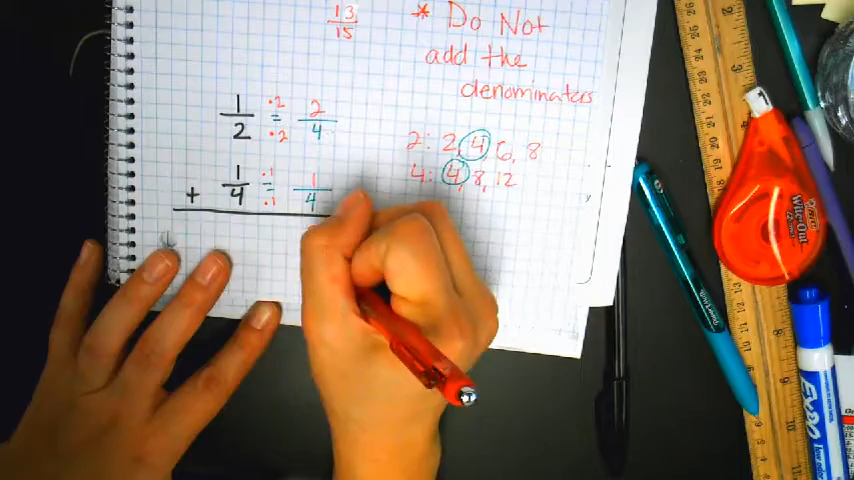 13
15
* Do Not
add the
denominaters
1 ·2 2
2 = 4
·2
2: 2, 4, 6, 8
4: 4, 8, 12
1 ·1 1
+ 4 = 4
·1
Wite-Out
EXPO